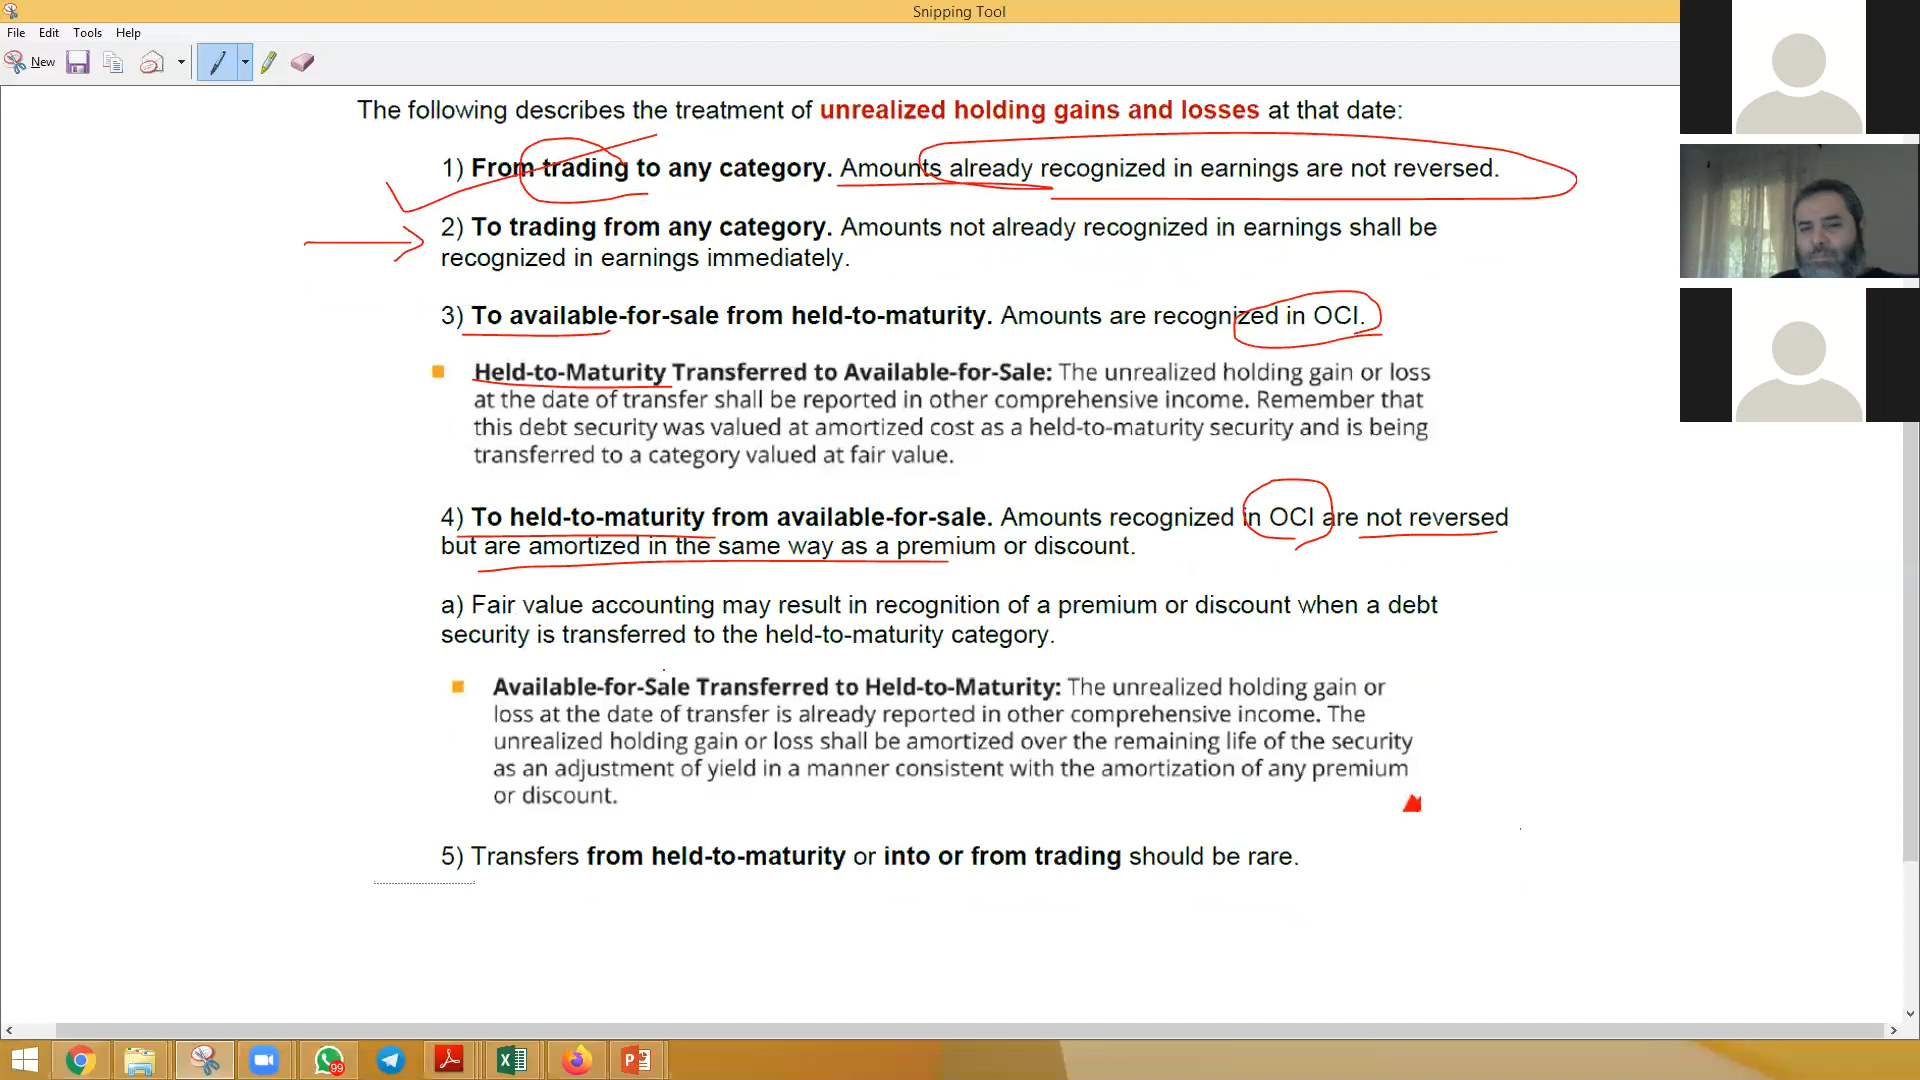 Snipping Tool
File Edit Tools Help
New
The following describes the treatment of unrealized holding gains and losses at that date:
1) From trading to any category. Amounts already recognized in earnings are not reversed.
2) To trading from any category. Amounts not already recognized in earnings shall be
recognized in earnings immediately.
3) To available-for-sale from held-to-maturity. Amounts are recognized in OCI.
Held-to-Maturity Transferred to Available-for-Sale: The unrealized holding gain or loss
at the date of transfer shall be reported in other comprehensive income. Remember that
this debt security was valued at amortized cost as a held-to-maturity security and is being
transferred to a category valued at fair value.
4) To held-to-maturity from available-for-sale. Amounts recognized in OCI are not reversed
but are amortized in the same way as a premium or discount.
a) Fair value accounting may result in recognition of a premium or discount when a debt
security is transferred to the held-to-maturity category.
Available-for-Sale Transferred to Held-to-Maturity: The unrealized holding gain or
loss at the date of transfer is already reported in other comprehensive income. The
unrealized holding gain or loss shall be amortized over the remaining life of the security
as an adjustment of yield in a manner consistent with the amortization of any premium
or discount.
5) Transfers from held-to-maturity or into or from trading should be rare.
99